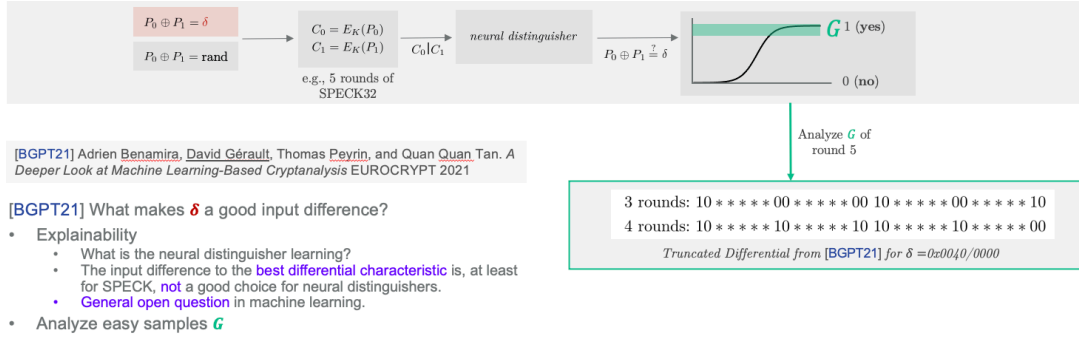 P₀ ⊕ P₁ = δ
P₀ ⊕ P₁ = rand
C₀ = E_K(P₀)
C₁ = E_K(P₁)
e.g., 5 rounds of
SPECK32
C₀|C₁
neural distinguisher
P₀ ⊕ P₁ ≟ δ
G 1 (yes)
0 (no)
Analyze G of
round 5
[BGPT21] Adrien Benamira, David Gérault, Thomas Peyrin, and Quan Quan Tan. A
Deeper Look at Machine Learning-Based Cryptanalysis EUROCRYPT 2021
[BGPT21] What makes δ a good input difference?
• Explainability
• What is the neural distinguisher learning?
• The input difference to the best differential characteristic is, at least
for SPECK, not a good choice for neural distinguishers.
• General open question in machine learning.
• Analyze easy samples G
3 rounds: 10 * * * * * 00 * * * * * 00 10 * * * * * 00 * * * * * 10
4 rounds: 10 * * * * * 10 * * * * * 10 10 * * * * * 10 * * * * * 00
Truncated Differential from [BGPT21] for δ =0x0040/0000